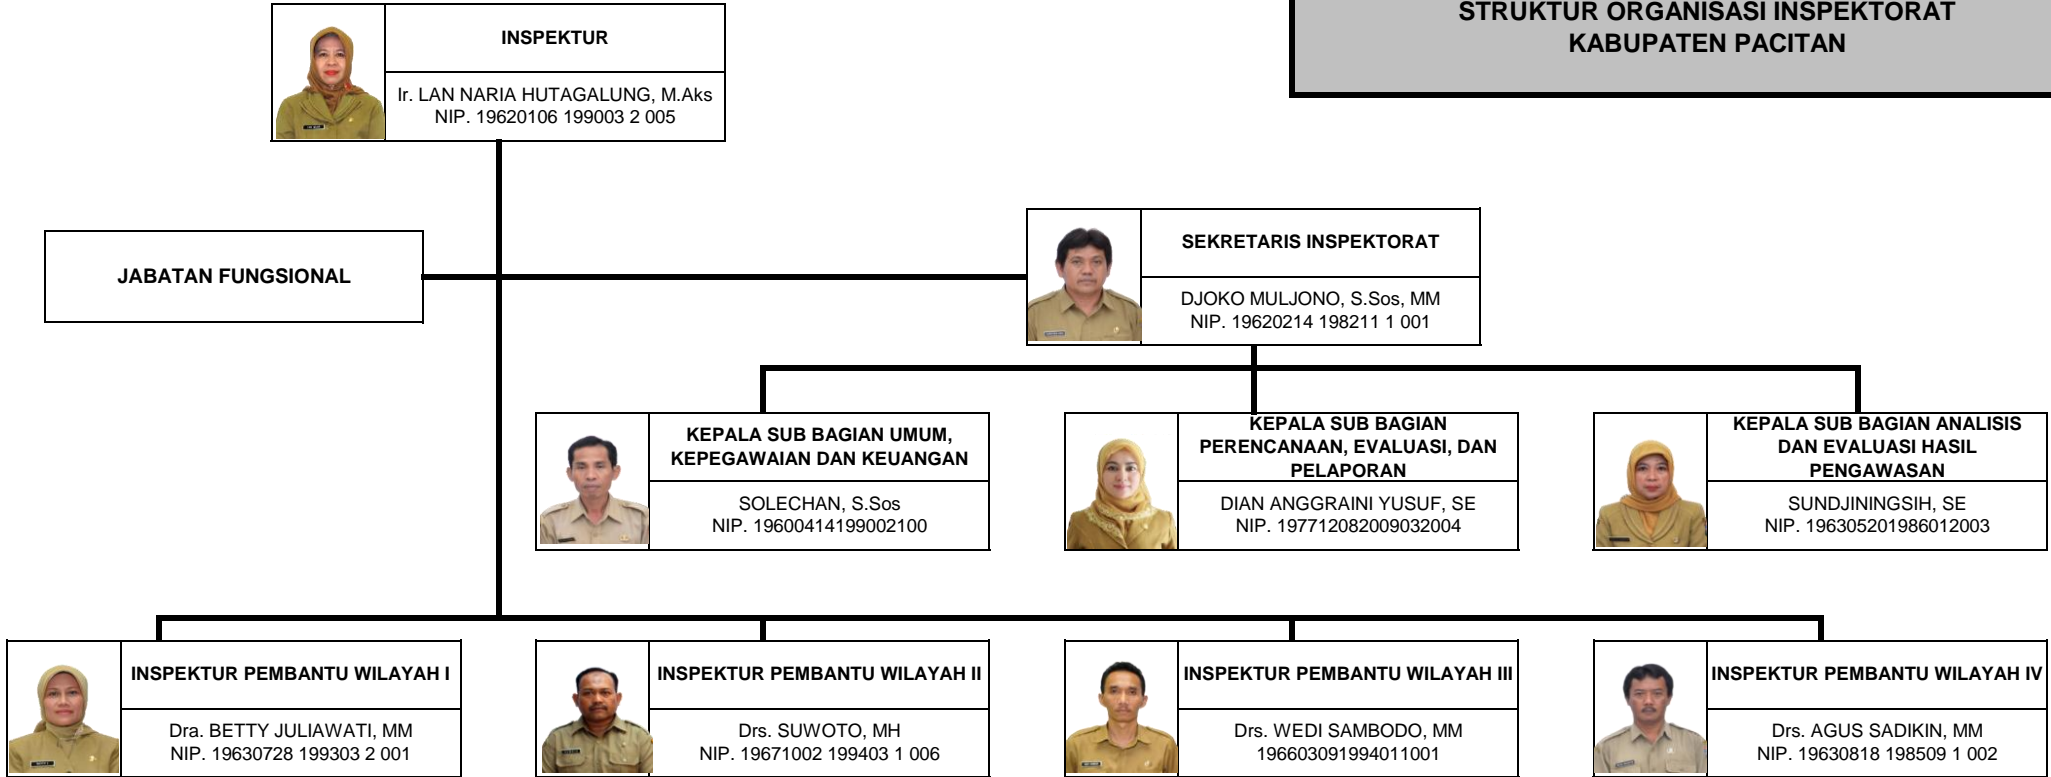 STRUKTUR ORGANISASI INSPEKTORAT
KABUPATEN PACITAN
INSPEKTUR
Ir. LAN NARIA HUTAGALUNG, M.Aks
NIP. 19620106 199003 2 005
JABATAN FUNGSIONAL
SEKRETARIS INSPEKTORAT
DJOKO MULJONO, S.Sos, MM
NIP. 19620214 198211 1 001
KEPALA SUB BAGIAN UMUM,
KEPEGAWAIAN DAN KEUANGAN
SOLECHAN, S.Sos
NIP. 19600414199002100
KEPALA SUB BAGIAN
PERENCANAAN, EVALUASI, DAN
PELAPORAN
DIAN ANGGRAINI YUSUF, SE
NIP. 197712082009032004
KEPALA SUB BAGIAN ANALISIS
DAN EVALUASI HASIL
PENGAWASAN
SUNDJININGSIH, SE
NIP. 196305201986012003
INSPEKTUR PEMBANTU WILAYAH I
Dra. BETTY JULIAWATI, MM
NIP. 19630728 199303 2 001
INSPEKTUR PEMBANTU WILAYAH II
Drs. SUWOTO, MH
NIP. 19671002 199403 1 006
INSPEKTUR PEMBANTU WILAYAH III
Drs. WEDI SAMBODO, MM
196603091994011001
INSPEKTUR PEMBANTU WILAYAH IV
Drs. AGUS SADIKIN, MM
NIP. 19630818 198509 1 002